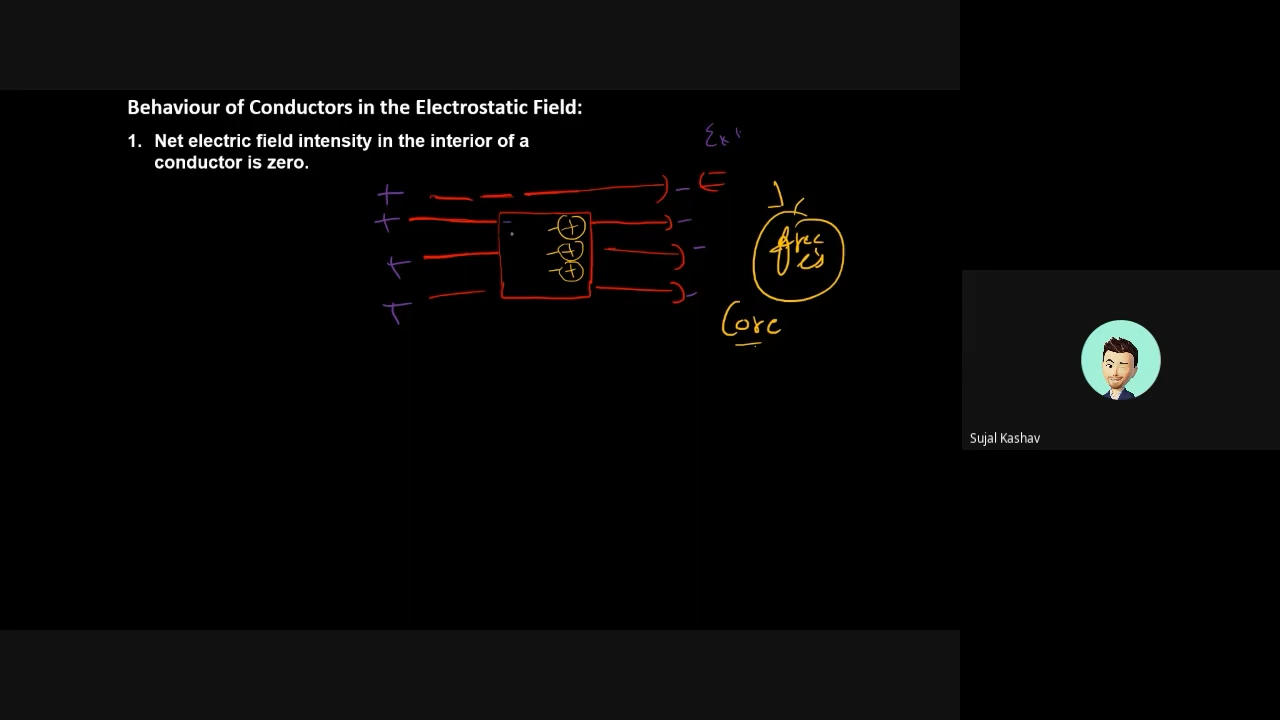 Behaviour of Conductors in the Electrostatic Field:
1. Net electric field intensity in the interior of a
conductor is zero.
+ - E
+ - + -
+ + -
+ + -
free
Core
Sujal Kashav